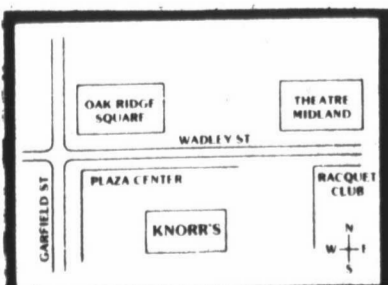 OAK RIDGE
SQUARE
THEATRE
MIDLAND
WADLEY ST
GARFIELD ST
PLAZA CENTER
RACQUET
CLUB
KNORR'S
N
W
E
S